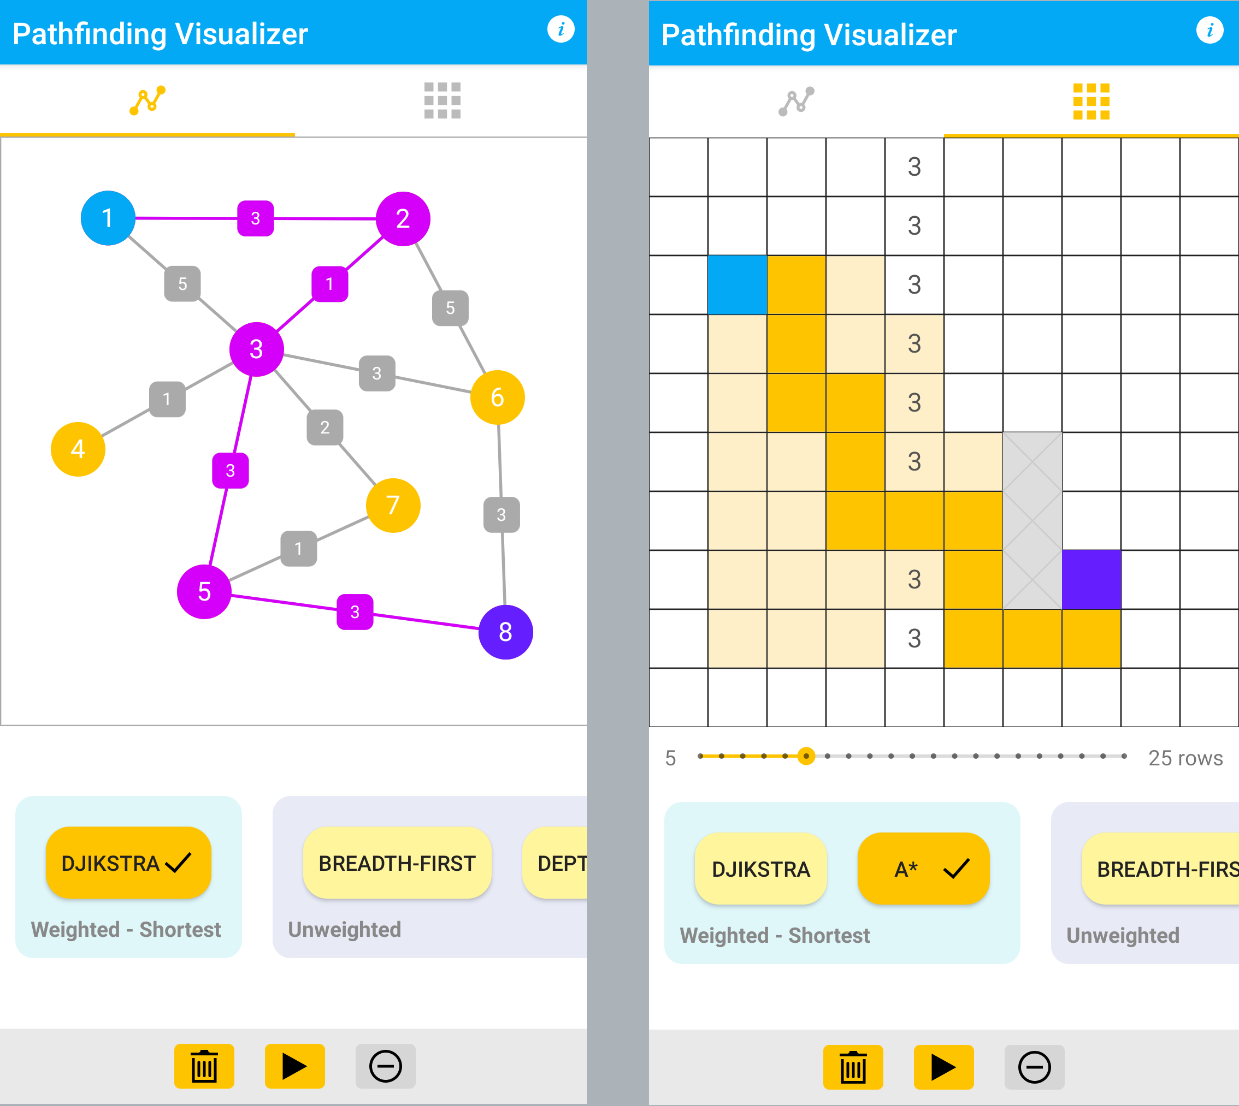 Pathfinding Visualizer i
1 3 2
5 1
5
3
3
1 6
2
4
3
7
3
1
5
3
8
DJIKSTRA
BREADTH-FIRST
DEPT
Weighted - Shortest
Unweighted
Pathfinding Visualizer i
3
3
3
3
3
3
3
3
5 25 rows
DJIKSTRA
A*
BREADTH-FIRS
Weighted - Shortest
Unweighted